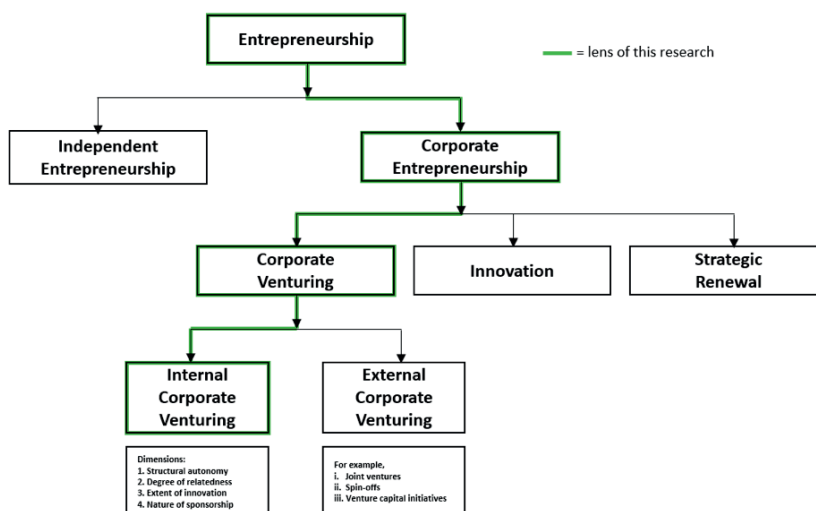 Entrepreneurship
= lens of this research
Independent
Entrepreneurship
Corporate
Entrepreneurship
Corporate
Venturing
Innovation
Strategic
Renewal
Internal
Corporate
Venturing
External
Corporate
Venturing
Dimensions:
1. Structural autonomy
2. Degree of relatedness
3. Extent of innovation
4. Nature of sponsorship
For example,
i. Joint ventures
ii. Spin-offs
iii. Venture capital initiatives